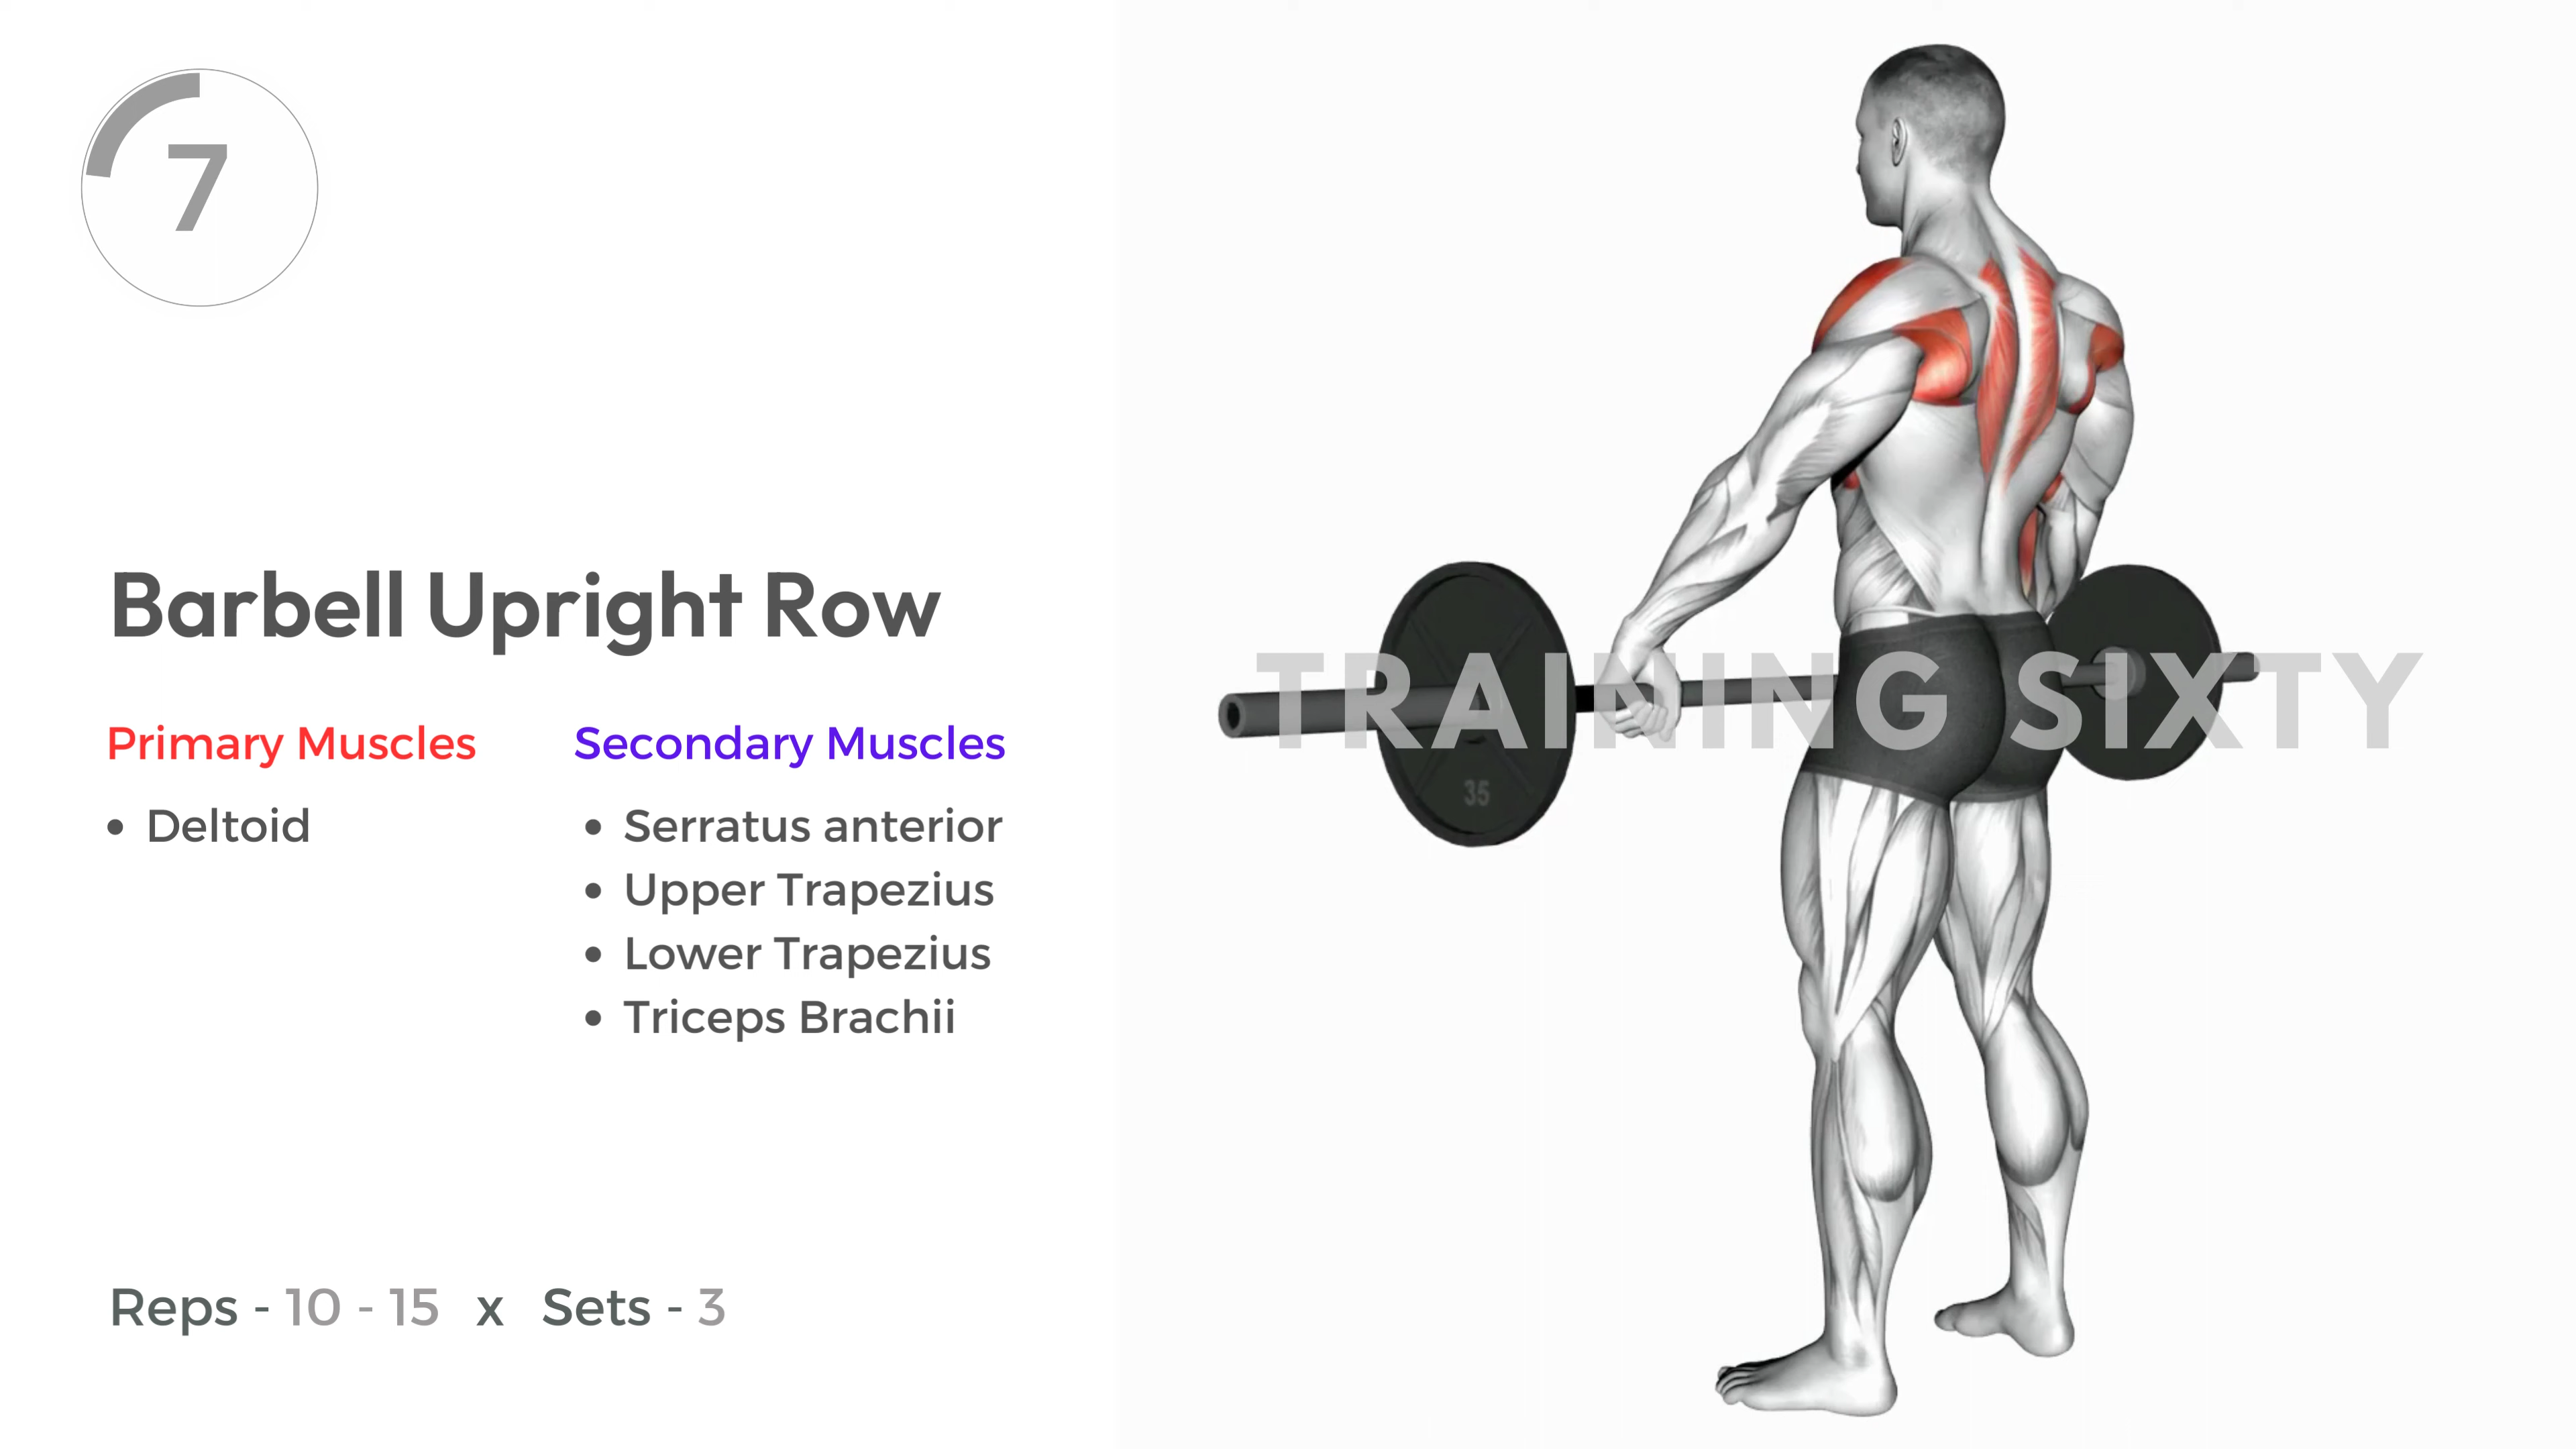 7
Barbell Upright Row
Primary Muscles
• Deltoid
Secondary Muscles
• Serratus anterior
• Upper Trapezius
• Lower Trapezius
• Triceps Brachii
Reps - 10 - 15 x Sets - 3
TRAINING SIXTY
35